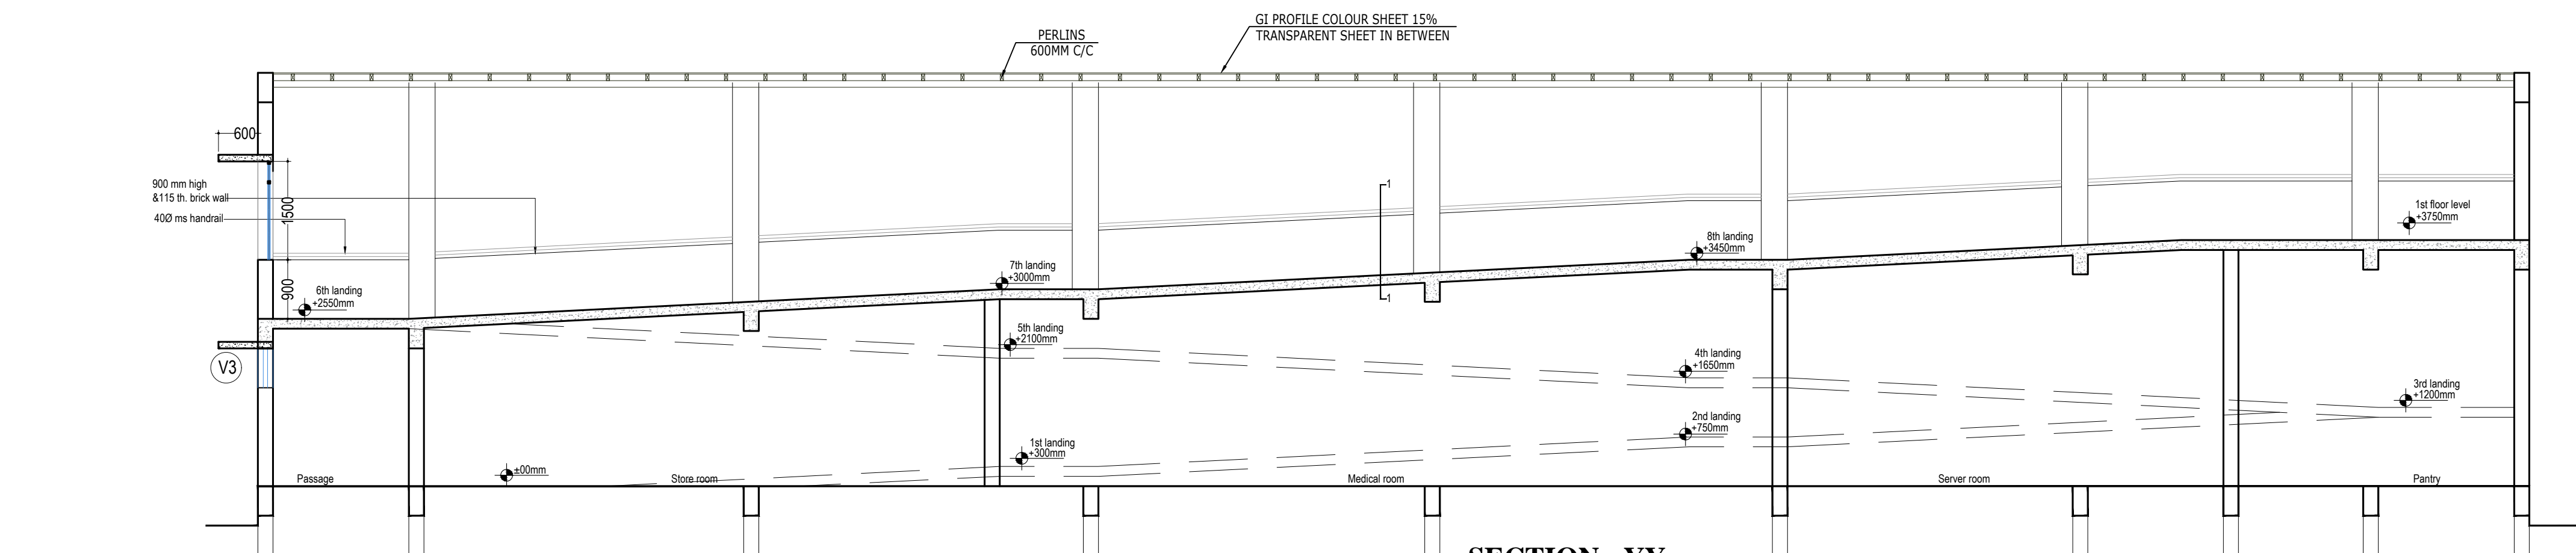 GI PROFILE COLOUR SHEET 15%
TRANSPARENT SHEET IN BETWEEN
PERLINS
600MM C/C
600
900 mm high
&115 th. brick wall
40Ø ms handrail
1500
900
1
1
1st floor level
+3750mm
8th landing
+3450mm
7th landing
+3000mm
6th landing
+2550mm
5th landing
+2100mm
4th landing
+1650mm
3rd landing
+1200mm
2nd landing
+750mm
1st landing
+300mm
±00mm
V3
Passage
Store room
Medical room
Server room
Pantry